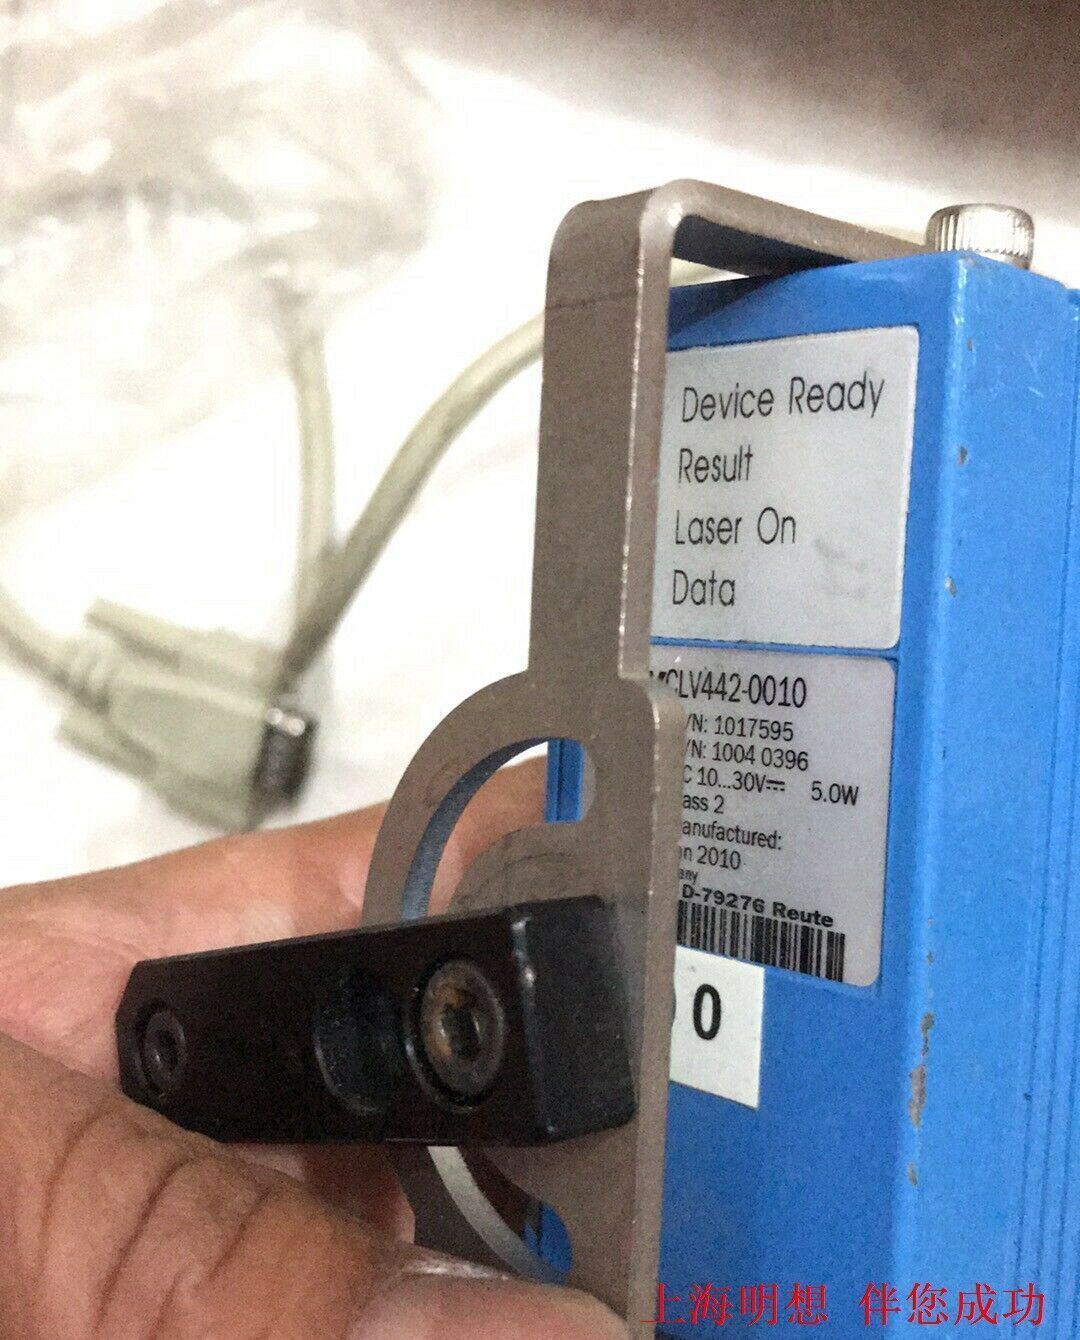 Device Ready
Result
Laser On
Data
CLV442-0010
/N: 1017595
/N: 1004 0396
C 10...30V⎓ 5.0W
ass 2
anufactured:
n 2010
any
D-79276 Reute
0
上海明想 伴您成功